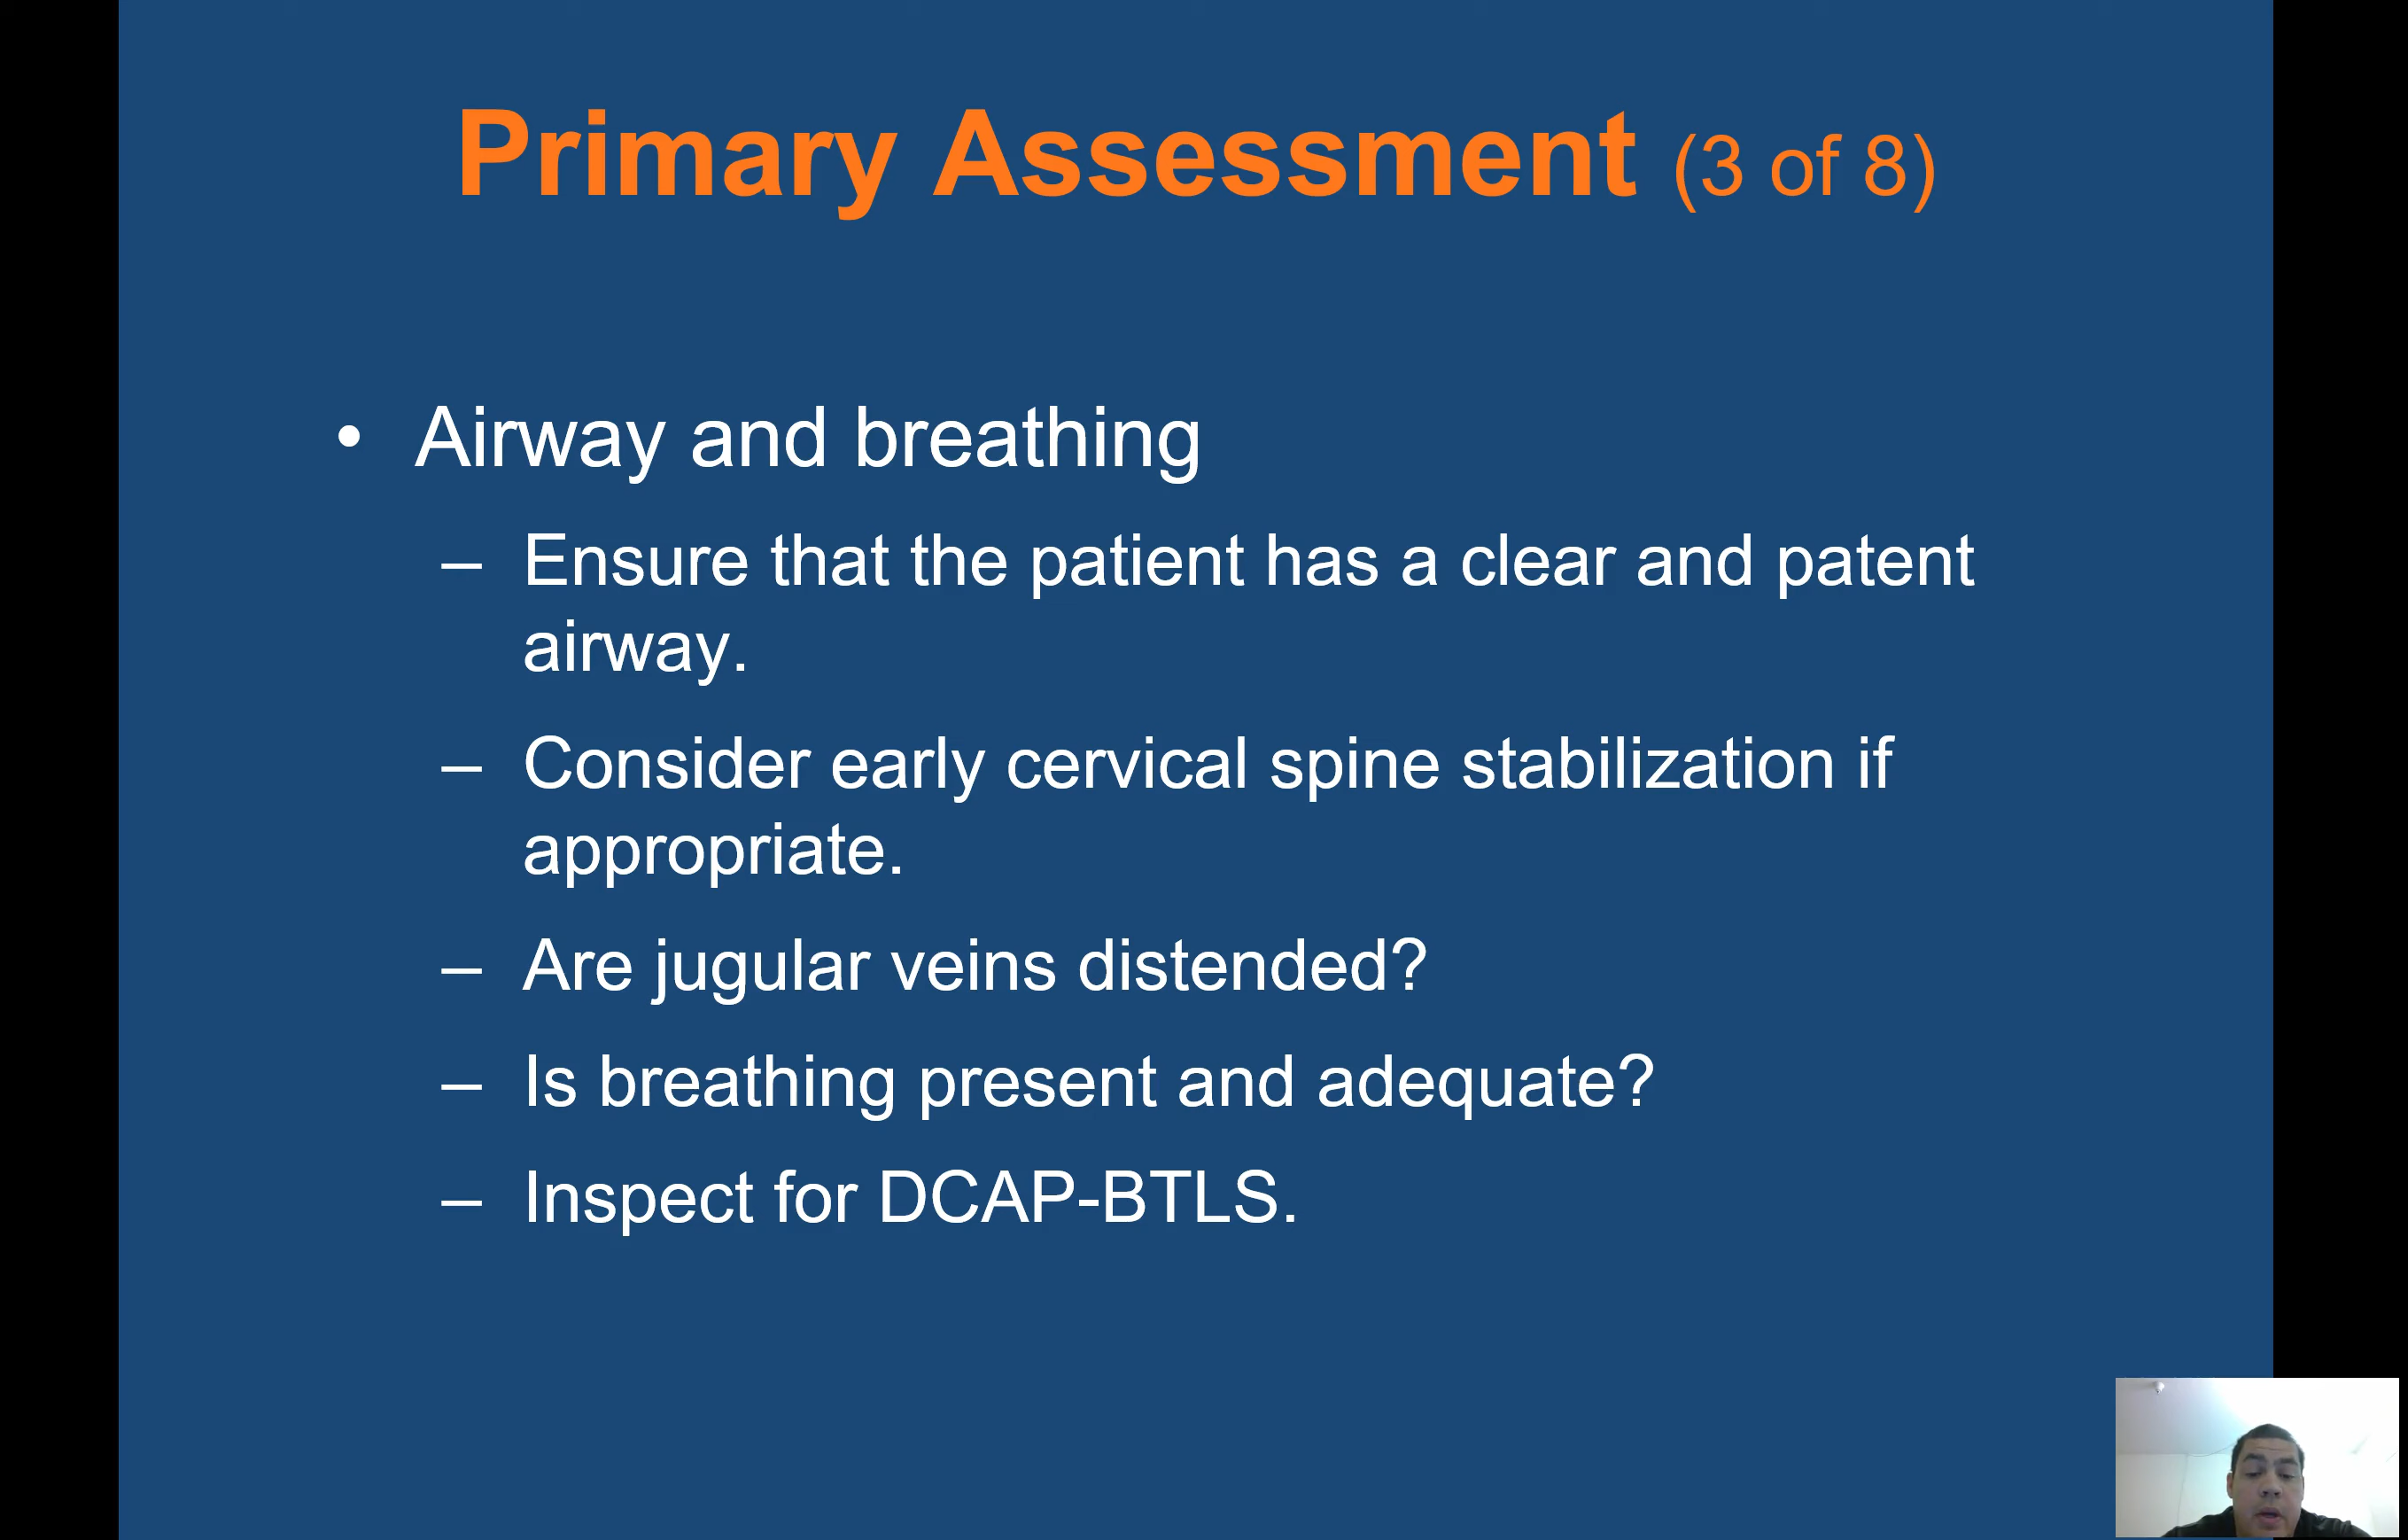 Primary Assessment (3 of 8)
• Airway and breathing
– Ensure that the patient has a clear and patent
airway.
– Consider early cervical spine stabilization if
appropriate.
– Are jugular veins distended?
– Is breathing present and adequate?
– Inspect for DCAP-BTLS.